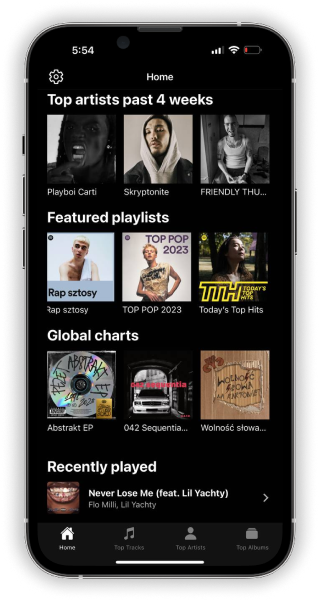 5:54
Home
Top artists past 4 weeks
Playboi Carti
Skryptonite
FRIENDLY THU...
Featured playlists
Rap sztosy
TOP POP
2023
TTH TODAY'S
TOP
HITS
Rap sztosy
TOP POP 2023
Today's Top Hits
Global charts
ABSTRAKT
WOLNOŚĆ
SŁOWA
Abstrakt EP
042 Sequentia...
Wolność słowa...
Recently played
Never Lose Me (feat. Lil Yachty)
Flo Milli, Lil Yachty
Home
Top Tracks
Top Artists
Top Albums